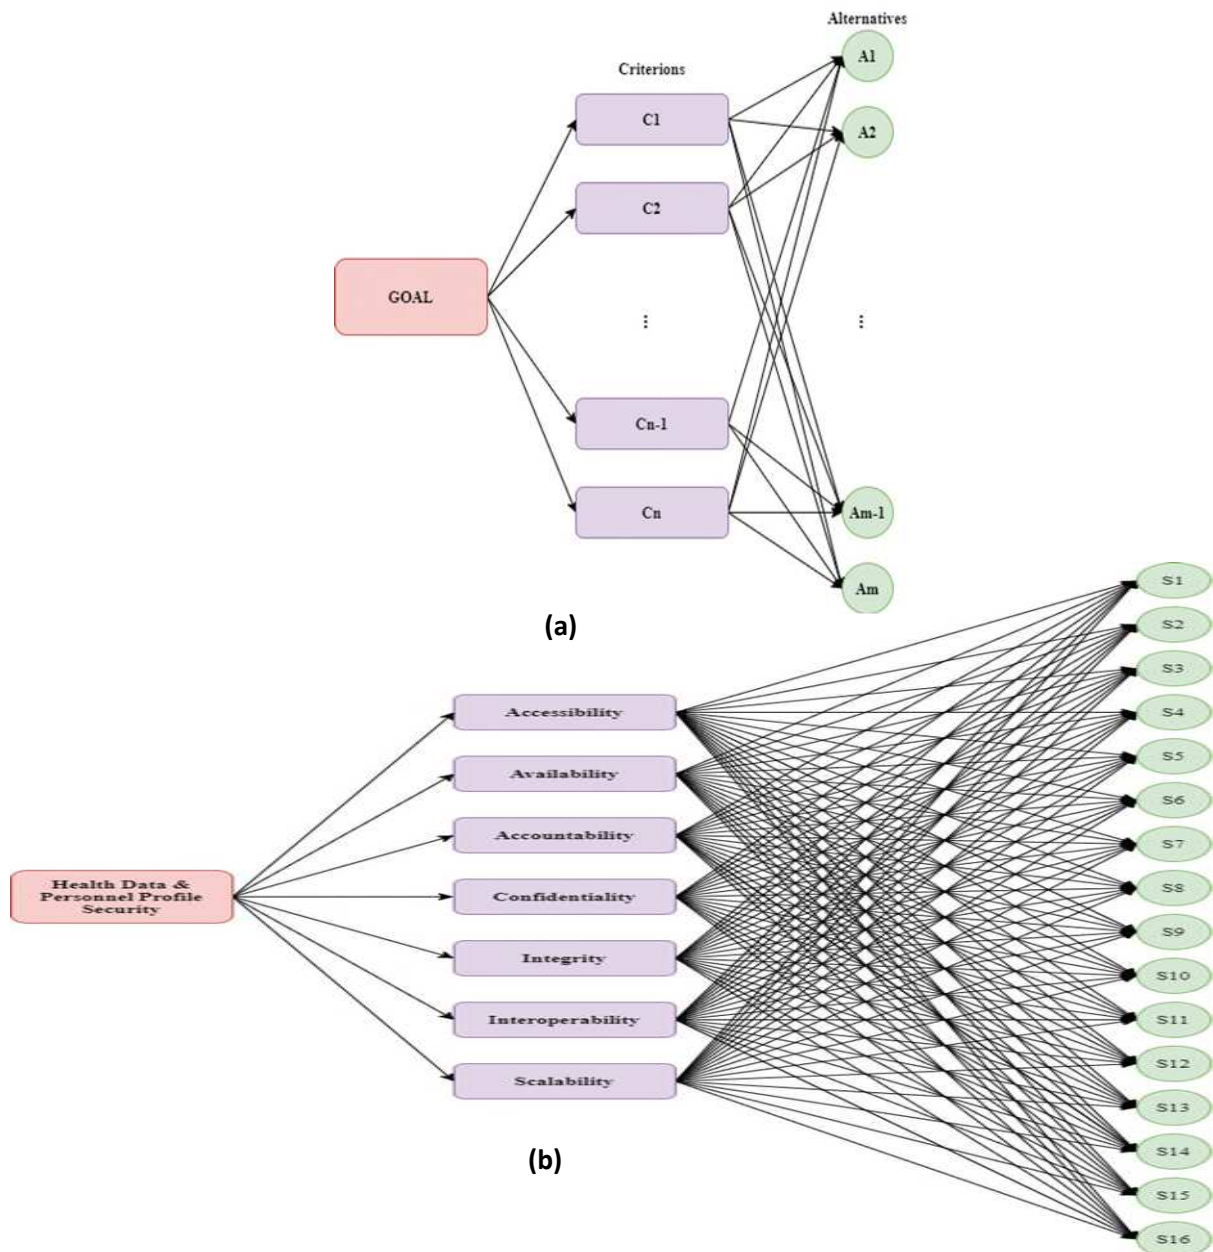 Alternatives
A1
Criterions
C1
A2
C2
GOAL
⋮
⋮
Cn-1
Cn
Am-1
Am
(a)
S1
S2
S3
Accessibility
S4
S5
Availability
S6
Accountability
S7
Health Data &
Personnel Profile
Security
Confidentiality
S8
S9
Integrity
S10
Interoperability
S11
S12
Scalability
S13
S14
(b)
S15
S16